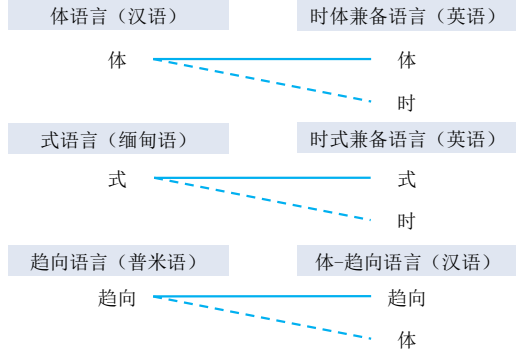 体语言（汉语） 时体兼备语言（英语）
体 体
时
式语言（缅甸语） 时式兼备语言（英语）
式 式
时
趋向语言（普米语） 体-趋向语言（汉语）
趋向 趋向
体